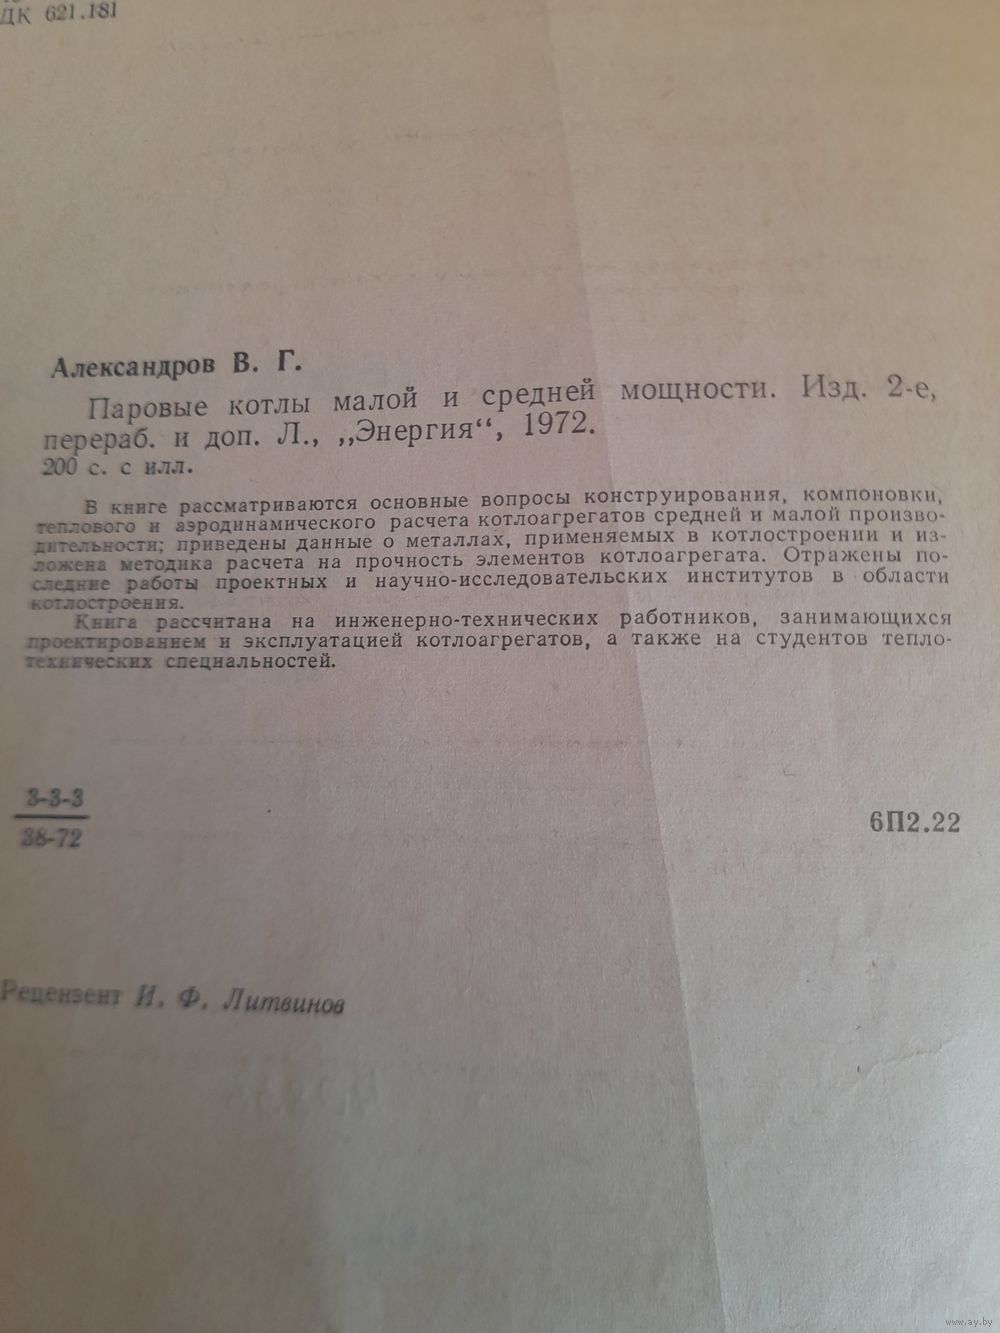 ДК 621.181
Александров В. Г.
Паровые котлы малой и средней мощности. Изд. 2-е,
перераб. и доп. Л., „Энергия“, 1972.
200 с. с илл.
В книге рассматриваются основные вопросы конструирования, компоновки,
теплового и аэродинамического расчета котлоагрегатов средней и малой произво-
дительности; приведены данные о металлах, применяемых в котлостроении и из-
ложена методика расчета на прочность элементов котлоагрегата. Отражены по-
следние работы проектных и научно-исследовательских институтов в области
котлостроения.
Книга рассчитана на инженерно-технических работников, занимающихся
проектированием и эксплуатацией котлоагрегатов, а также на студентов тепло-
технических специальностей.
3-3-3
38-72
6П2.22
Рецензент И. Ф. Литвинов
www.ay.by